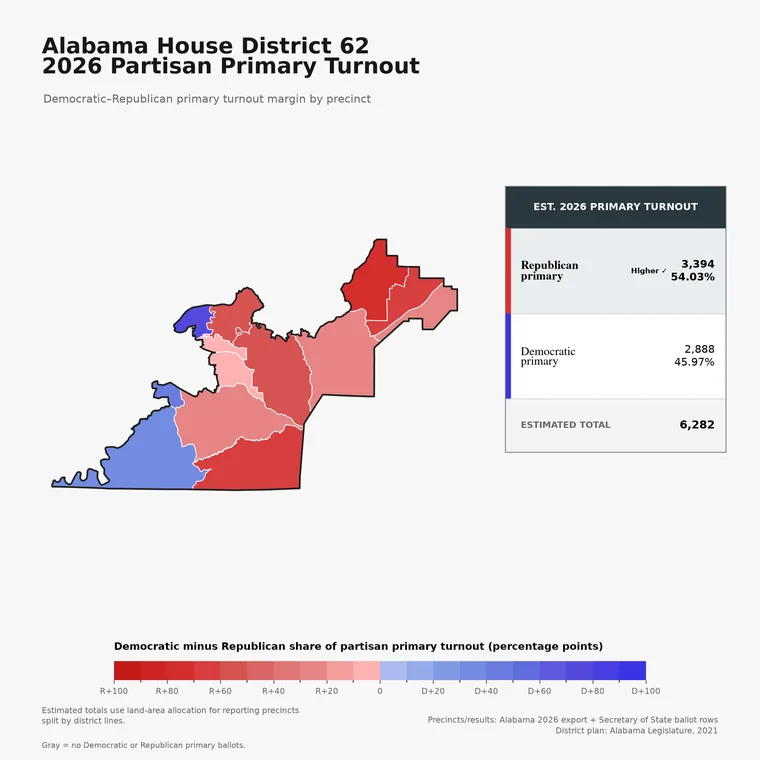 Alabama House District 62
2026 Partisan Primary Turnout
Democratic–Republican primary turnout margin by precinct
EST. 2026 PRIMARY TURNOUT
Republican
primary
Higher ✓
3,394
54.03%
Democratic
primary
2,888
45.97%
ESTIMATED TOTAL
6,282
Democratic minus Republican share of partisan primary turnout (percentage points)
R+100 R+80 R+60 R+40 R+20 0 D+20 D+40 D+60 D+80 D+100
Estimated totals use land-area allocation for reporting precincts
split by district lines.
Gray = no Democratic or Republican primary ballots.
Precincts/results: Alabama 2026 export + Secretary of State ballot rows
District plan: Alabama Legislature, 2021